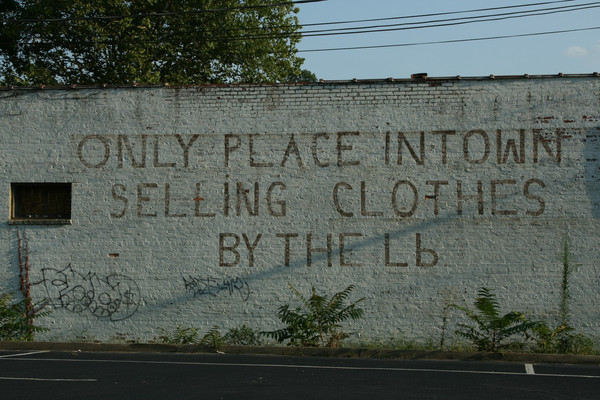 ONLY PLACE IN TOWN
SELLiNG CLOTHES
BY THE Lb